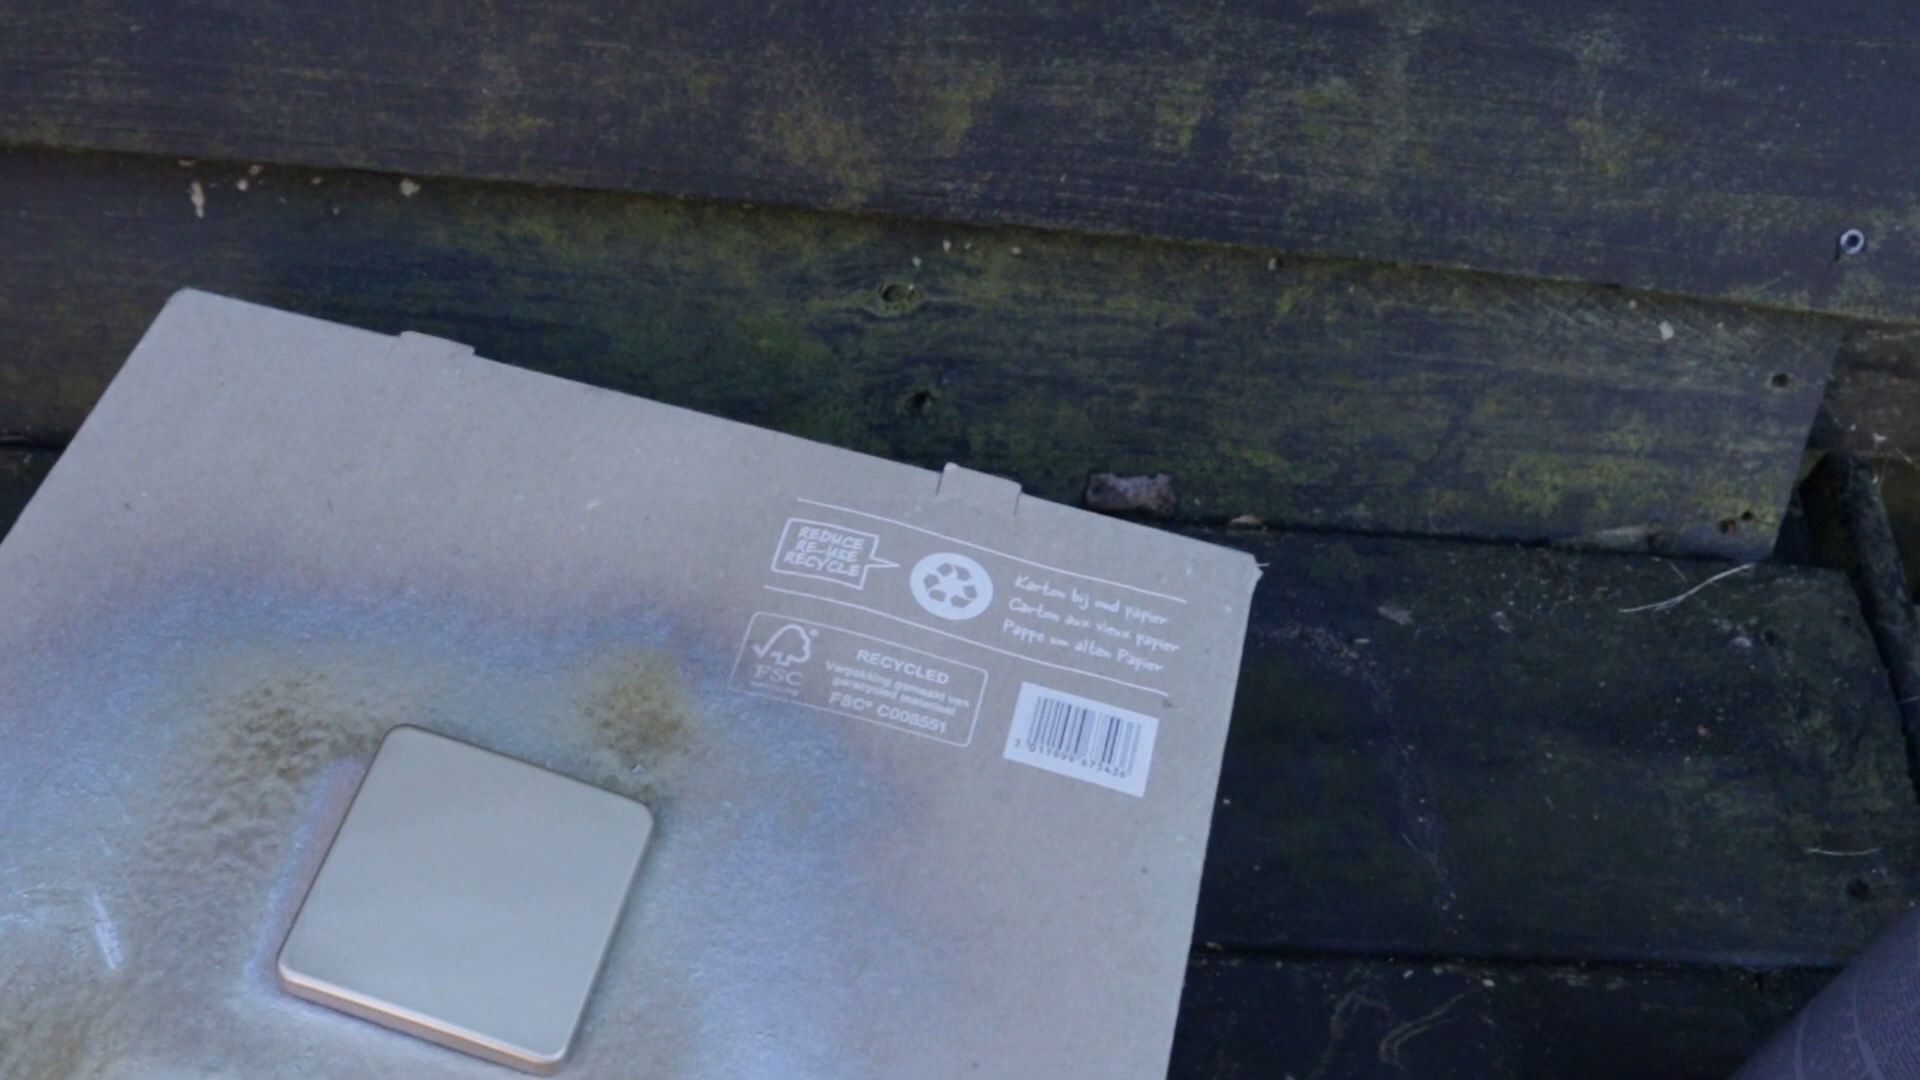 REDUCE
RE-USE
RECYCLE
Karton bij oud papier
Carton aux vieux papier
Pappe um alten Papier
FSC
RECYCLED
Verpakking gemaakt van
gerecycled materiaal
FSC® C008551